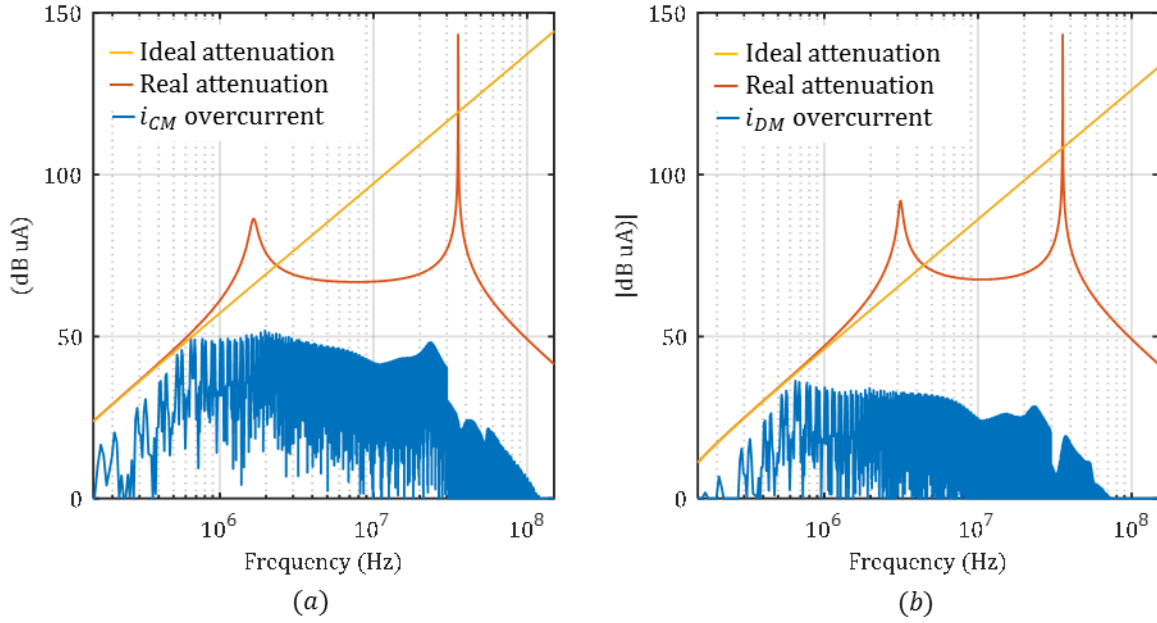 150
100
50
0
(dB uA)
Ideal attenuation
Real attenuation
i_CM overcurrent
10^6
10^7
10^8
Frequency (Hz)
(a)
150
100
50
0
|dB uA)|
Ideal attenuation
Real attenuation
i_DM overcurrent
10^6
10^7
10^8
Frequency (Hz)
(b)